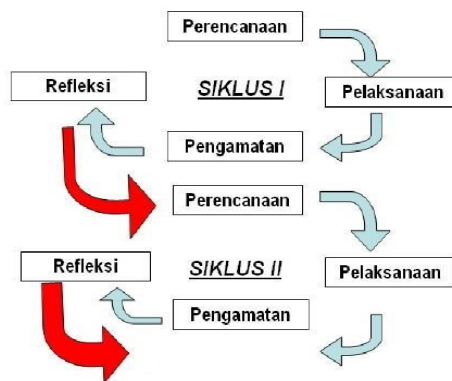 Perencanaan
Refleksi
SIKLUS I
Pelaksanaan
Pengamatan
Perencanaan
Refleksi
SIKLUS II
Pelaksanaan
Pengamatan